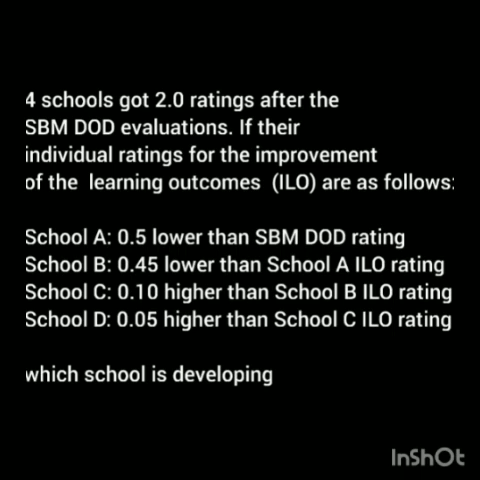 4 schools got 2.0 ratings after the
SBM DOD evaluations. If their
individual ratings for the improvement
of the learning outcomes (ILO) are as follows:
School A: 0.5 lower than SBM DOD rating
School B: 0.45 lower than School A ILO rating
School C: 0.10 higher than School B ILO rating
School D: 0.05 higher than School C ILO rating
which school is developing
InShOt